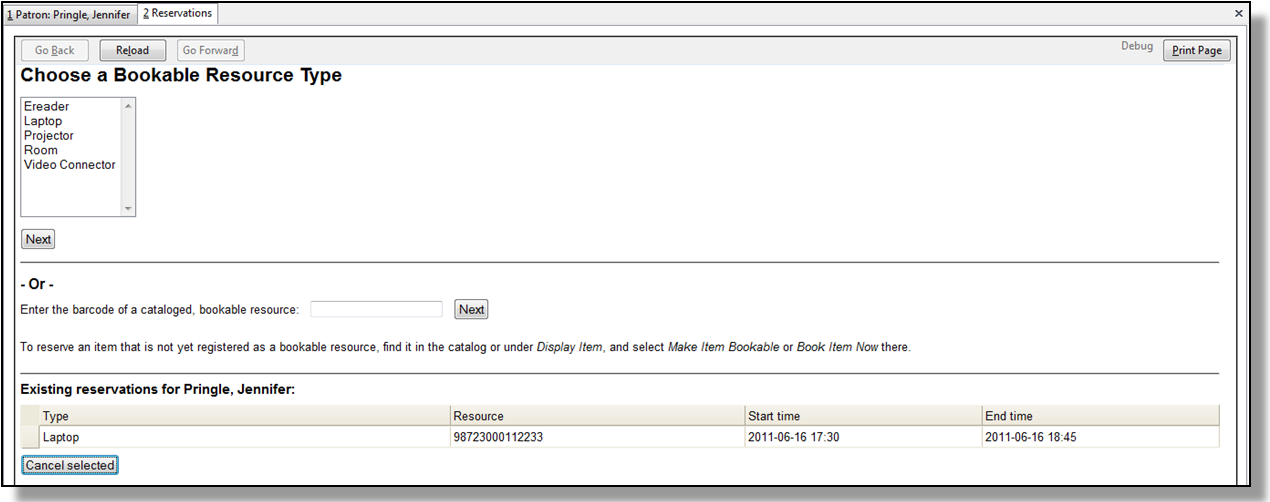 1 Patron: Pringle, Jennifer 2 Reservations
Go Back Reload Go Forward Debug Print Page
Choose a Bookable Resource Type
Ereader
Laptop
Projector
Room
Video Connector
Next
- Or -
Enter the barcode of a cataloged, bookable resource: Next
To reserve an item that is not yet registered as a bookable resource, find it in the catalog or under Display Item, and select Make Item Bookable or Book Item Now there.
Existing reservations for Pringle, Jennifer:
Type Resource Start time End time
Laptop 98723000112233 2011-06-16 17:30 2011-06-16 18:45
Cancel selected